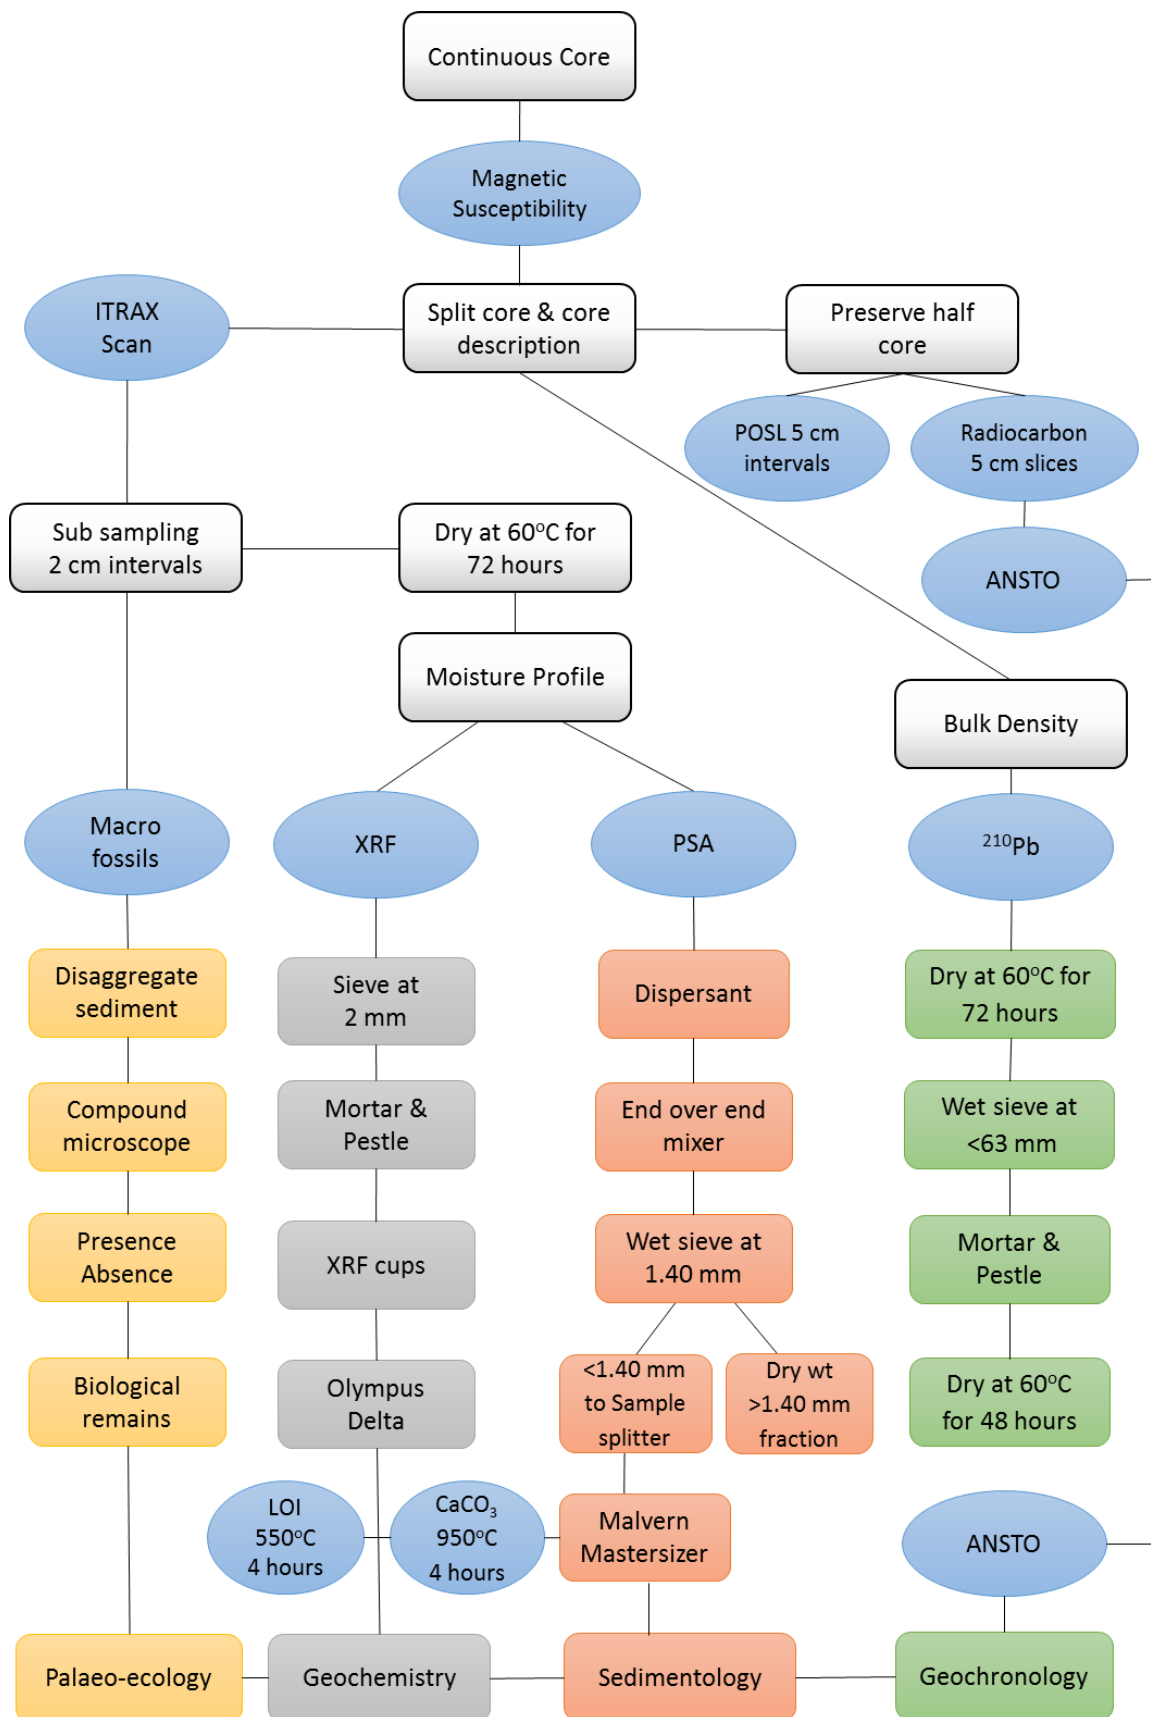 Continuous Core
Magnetic
Susceptibility
ITRAX
Scan
Split core & core
description
Preserve half
core
POSL 5 cm
intervals
Radiocarbon
5 cm slices
Sub sampling
2 cm intervals
Dry at 60°C for
72 hours
ANSTO
Moisture Profile
Bulk Density
Macro
fossils
XRF
PSA
²¹⁰Pb
Disaggregate
sediment
Sieve at
2 mm
Dispersant
Dry at 60°C for
72 hours
Compound
microscope
Mortar &
Pestle
End over end
mixer
Wet sieve at
<63 mm
Presence
Absence
XRF cups
Wet sieve at
1.40 mm
Mortar &
Pestle
Biological
remains
Olympus
Delta
<1.40 mm
to Sample
splitter
Dry wt
>1.40 mm
fraction
Dry at 60°C
for 48 hours
LOI
550°C
4 hours
CaCO₃
950°C
4 hours
Malvern
Mastersizer
ANSTO
Palaeo-ecology
Geochemistry
Sedimentology
Geochronology